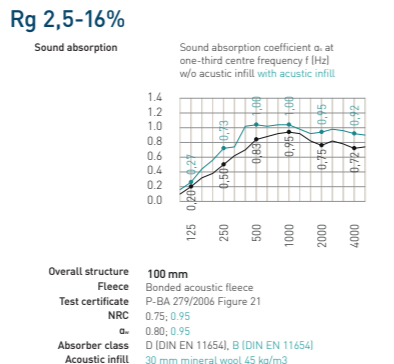 Rg 2,5-16%
Sound absorption
Sound absorption coefficient αₛ at
one-third centre frequency f (Hz)
w/o acustic infill with acustic infill
1.4
1.2
1.0
0.8
0.6
0.4
0.2
0.0
0,27 0,73 1,00 1,00 0,95 0,92
0,20 0,50 0,83 0,95 0,75 0,72
125 250 500 1000 2000 4000
Overall structure 100 mm
Fleece Bonded acoustic fleece
Test certificate P-BA 279/2006 Figure 21
NRC 0.75; 0.95
αw 0.80; 0.95
Absorber class D (DIN EN 11654), B (DIN EN 11654)
Acoustic infill 30 mm mineral wool 45 kg/m3